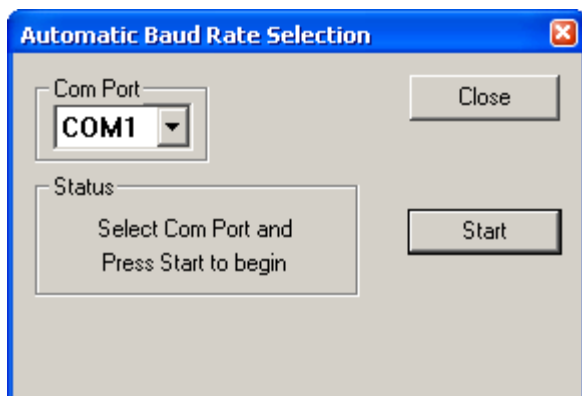 Automatic Baud Rate Selection
Com Port
COM1
Close
Status
Select Com Port and
Press Start to begin
Start